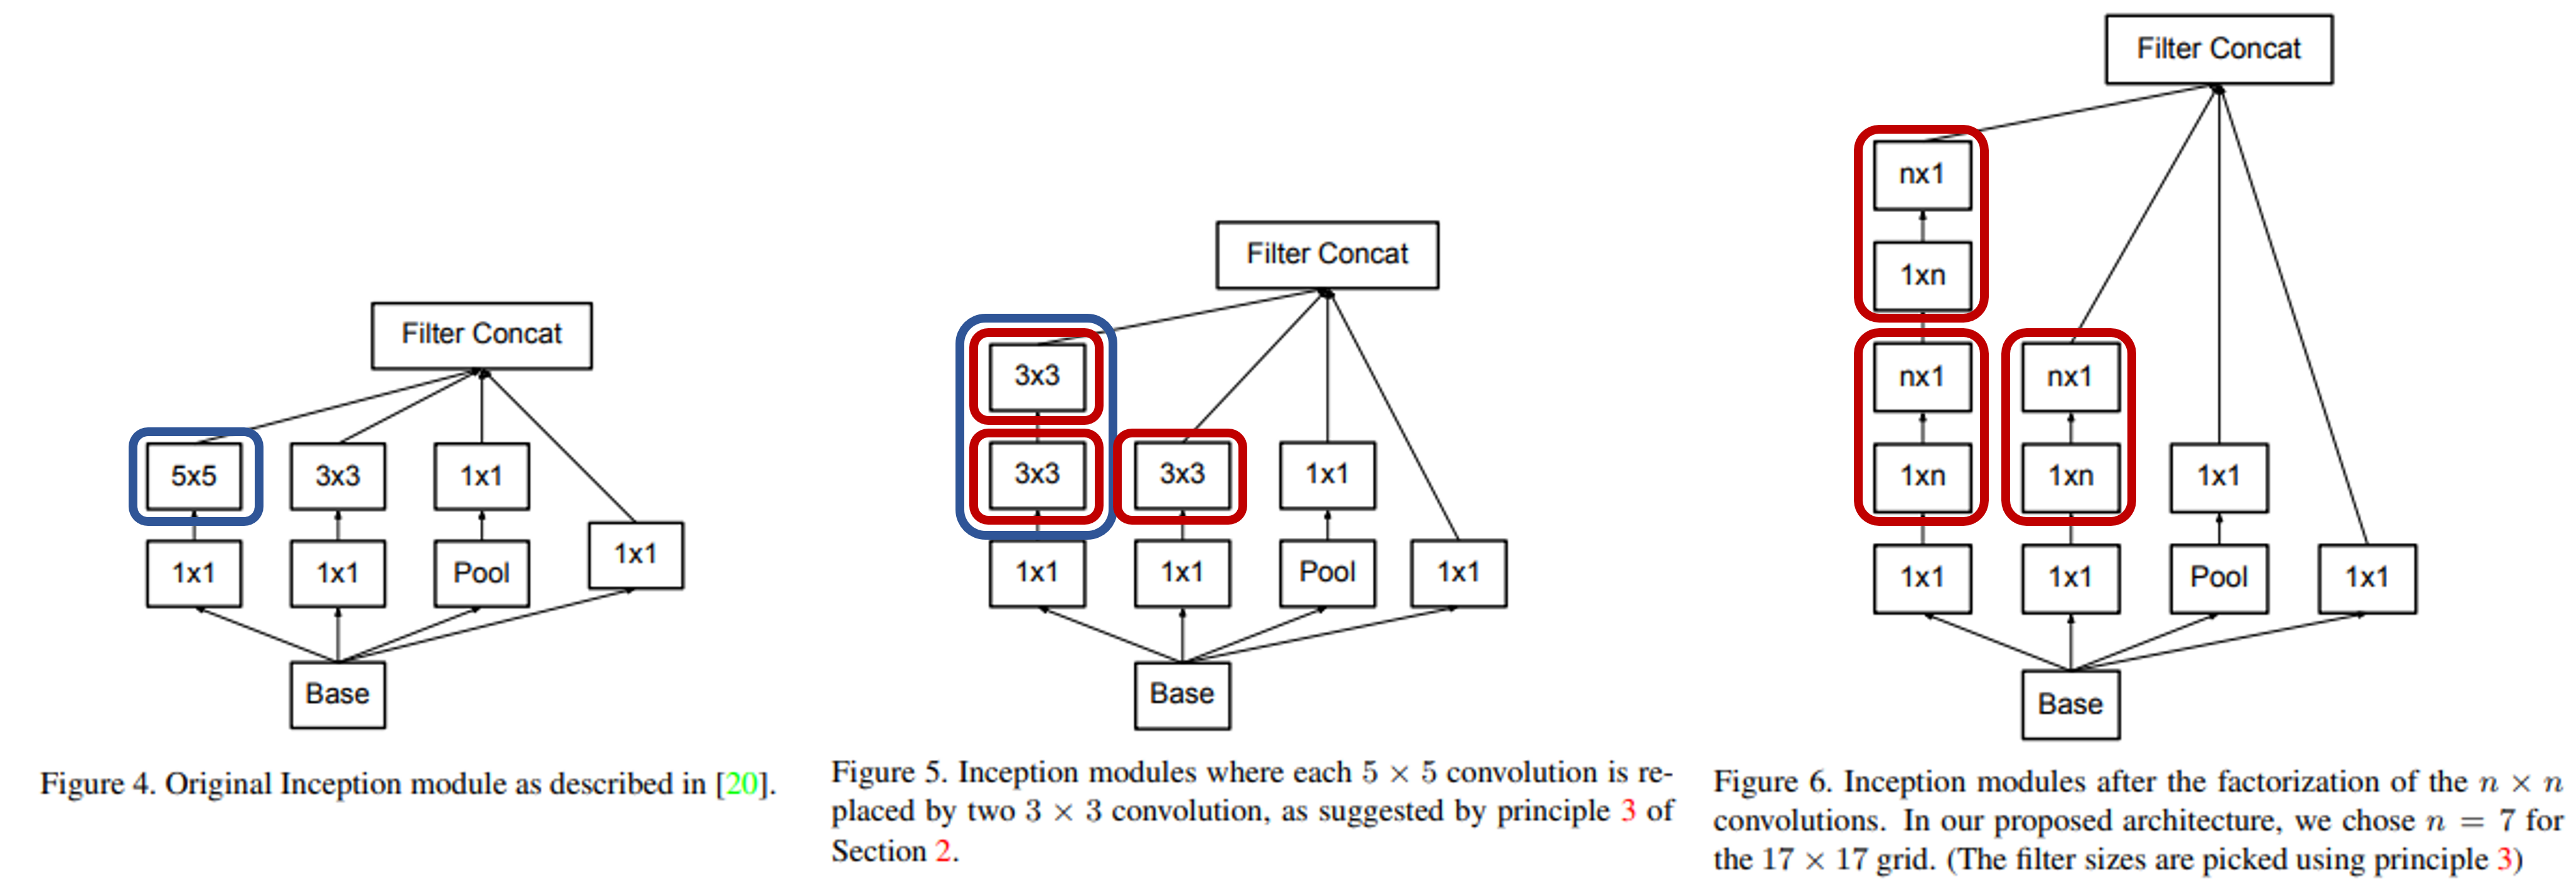 Filter Concat
5x5
3x3
1x1
1x1
1x1
1x1
Pool
Base
Figure 4. Original Inception module as described in [20].
Filter Concat
3x3
3x3
3x3
1x1
1x1
1x1
Pool
1x1
Base
Figure 5. Inception modules where each 5 × 5 convolution is re-
placed by two 3 × 3 convolution, as suggested by principle 3 of
Section 2.
Filter Concat
nx1
1xn
nx1
nx1
1xn
1xn
1x1
1x1
1x1
Pool
1x1
Base
Figure 6. Inception modules after the factorization of the n × n
convolutions. In our proposed architecture, we chose n = 7 for
the 17 × 17 grid. (The filter sizes are picked using principle 3)